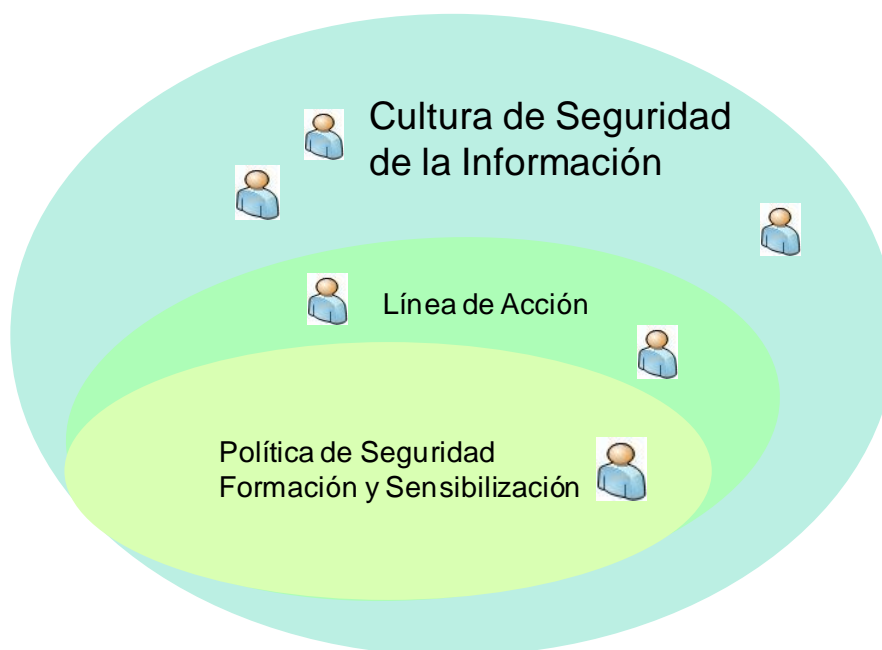 Cultura de Seguridad
de la Información
Línea de Acción
Política de Seguridad
Formación y Sensibilización